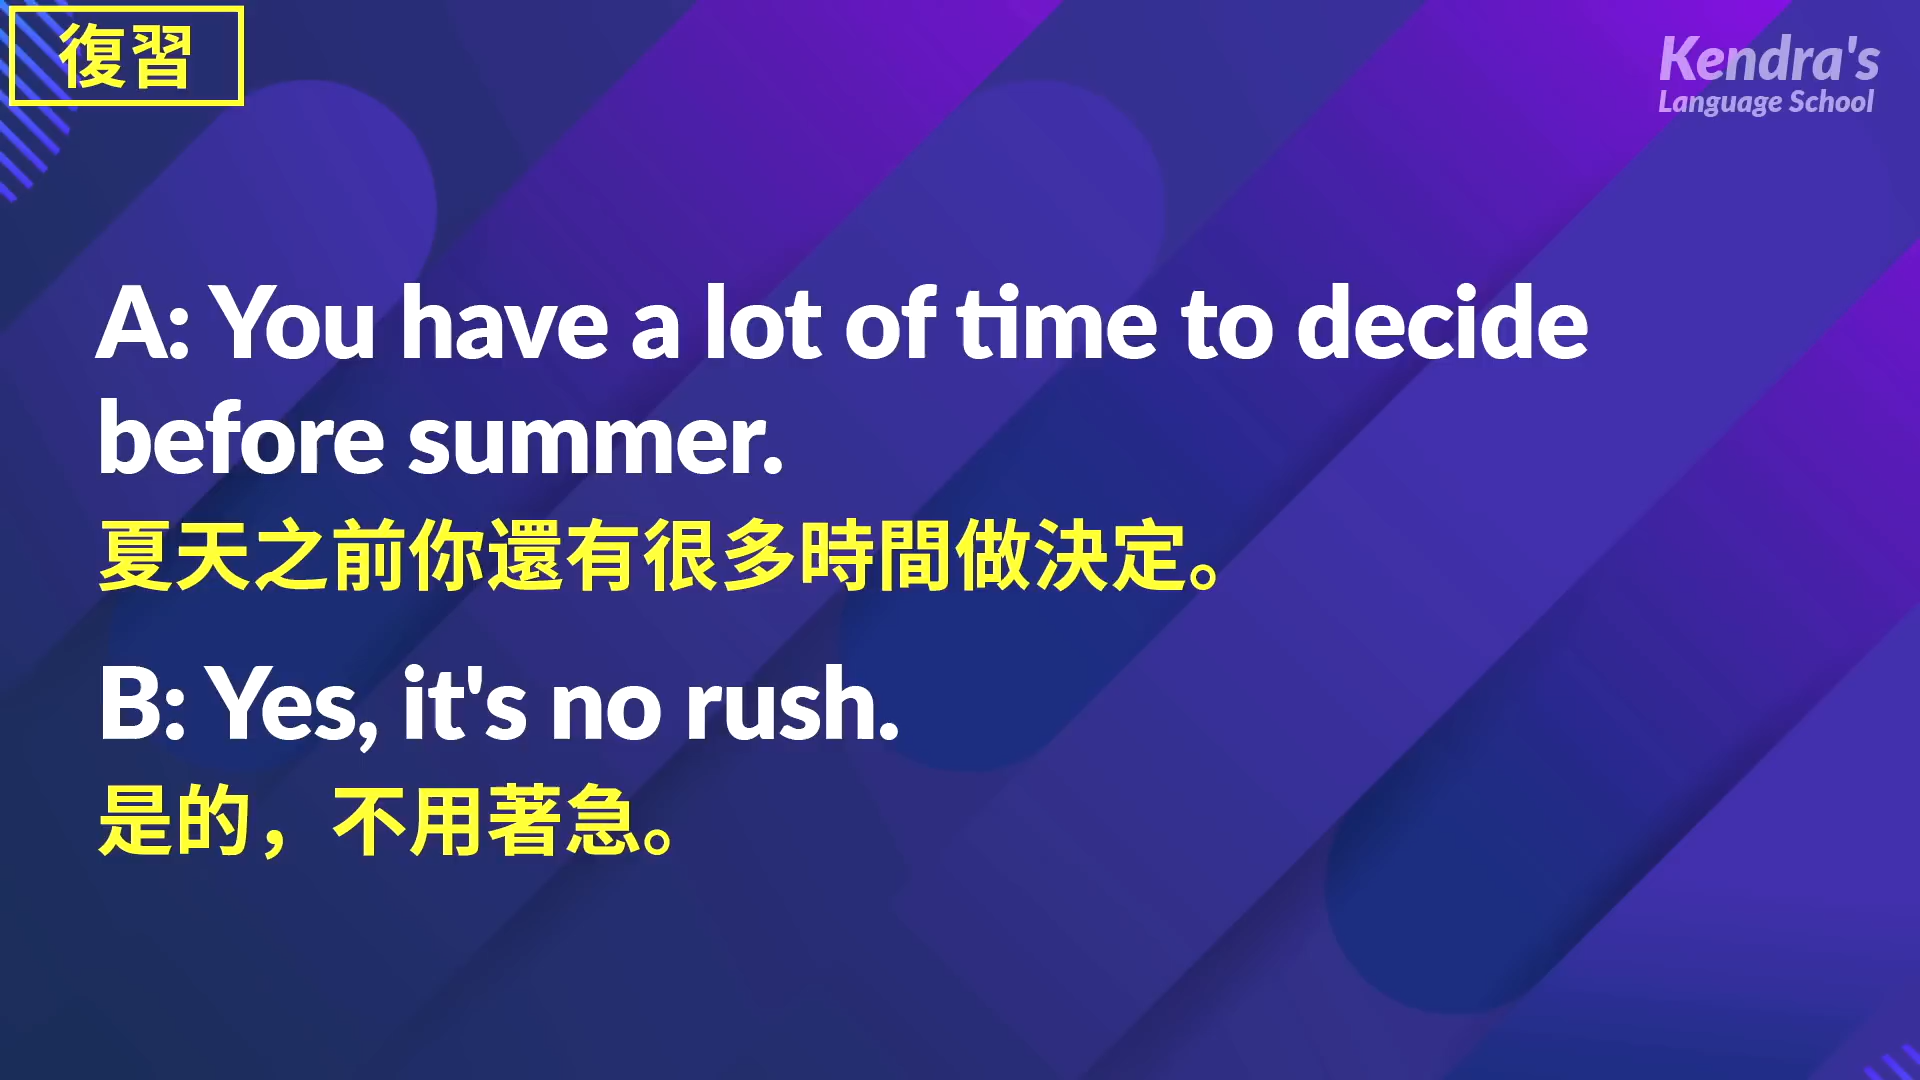 復習
Kendra's
Language School
A: You have a lot of time to decide
before summer.
夏天之前你還有很多時間做決定。
B: Yes, it's no rush.
是的，不用著急。